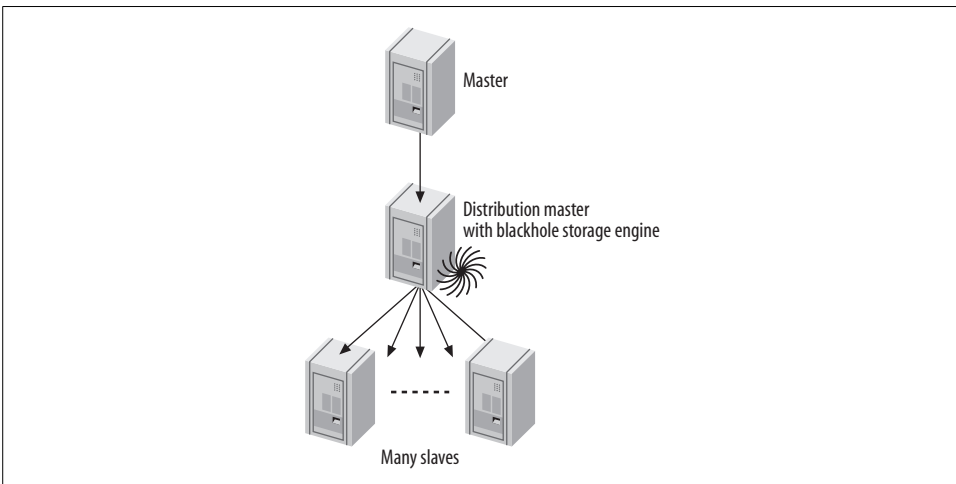 Master
Distribution master
with blackhole storage engine
Many slaves